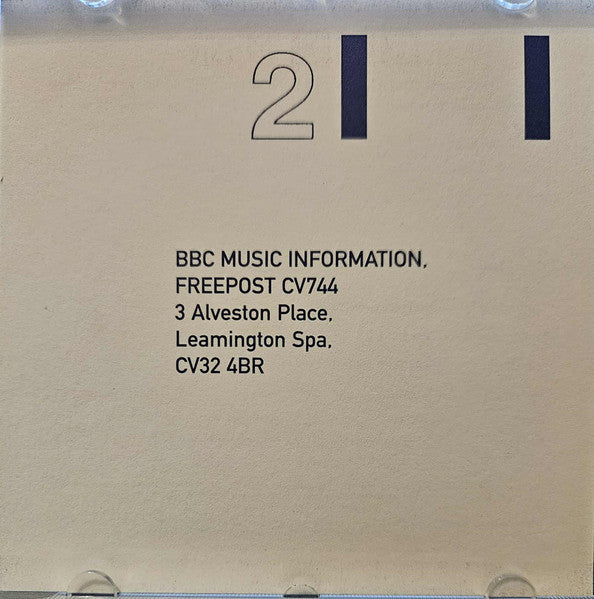 2
BBC MUSIC INFORMATION,
FREEPOST CV744
3 Alveston Place,
Leamington Spa,
CV32 4BR